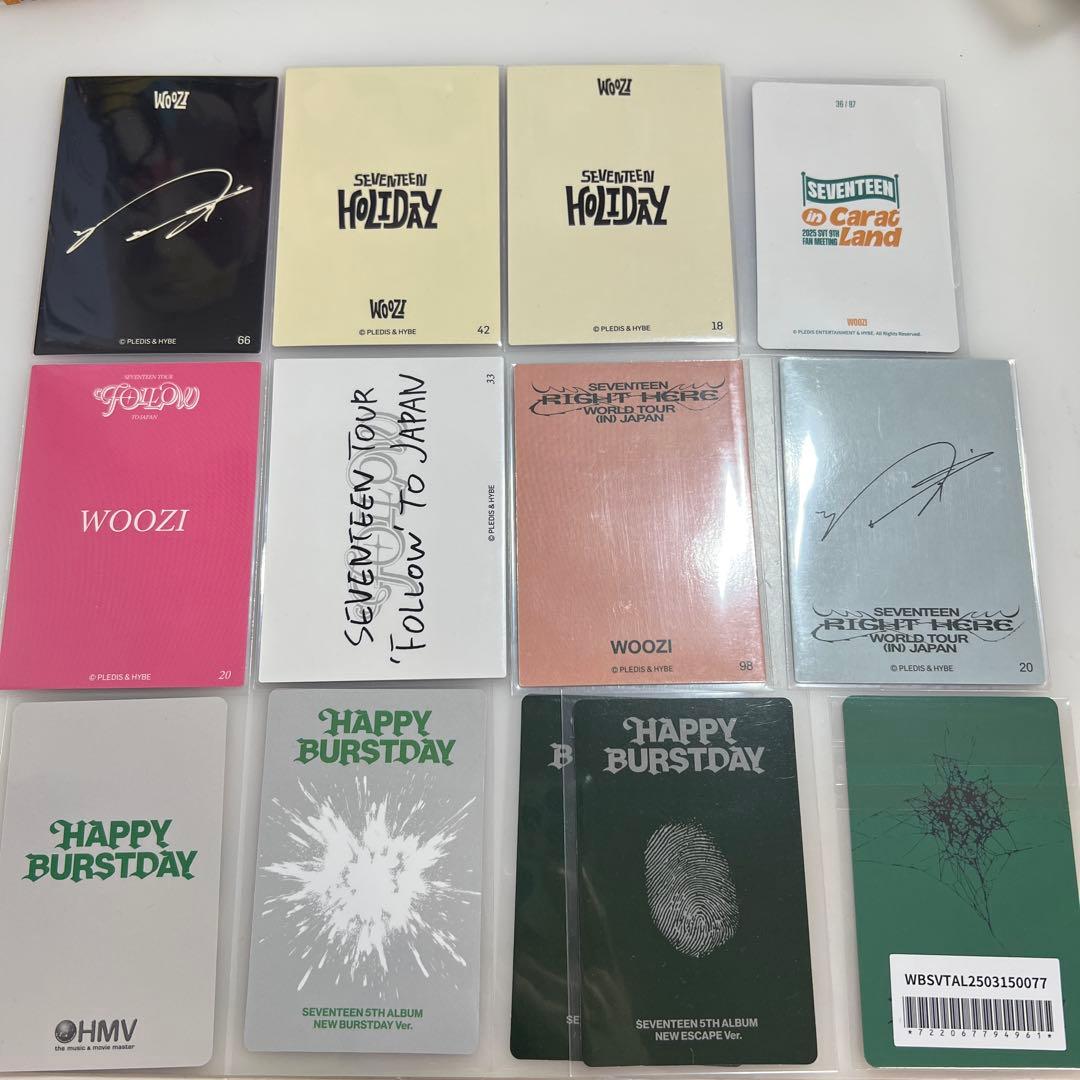 WOOZI
© PLEDIS & HYBE
66
SEVENTEEN
HOLIDAY
WOOZI
© PLEDIS & HYBE
42
WOOZI
SEVENTEEN
HOLIDAY
© PLEDIS & HYBE
18
36 / 87
SEVENTEEN
in Carat
Land
2025 SVT 9TH
FAN MEETING
WOOZI
© PLEDIS ENTERTAINMENT & HYBE. All Rights Reserved.
SEVENTEEN TOUR
FOLLOW
TO JAPAN
WOOZI
© PLEDIS & HYBE
20
33
SEVENTEEN TOUR
'FOLLOW' TO JAPAN
FOLLOW
© PLEDIS & HYBE
SEVENTEEN
RIGHT HERE
WORLD TOUR
(IN) JAPAN
WOOZI
© PLEDIS & HYBE
98
SEVENTEEN
RIGHT HERE
WORLD TOUR
(IN) JAPAN
© PLEDIS & HYBE
20
HAPPY
BURSTDAY
HMV
the music & movie master
HAPPY
BURSTDAY
SEVENTEEN 5TH ALBUM
NEW BURSTDAY Ver.
B
SE
HAPPY
BURSTDAY
SEVENTEEN 5TH ALBUM
NEW ESCAPE Ver.
WBSVTAL2503150077
*722067794961*